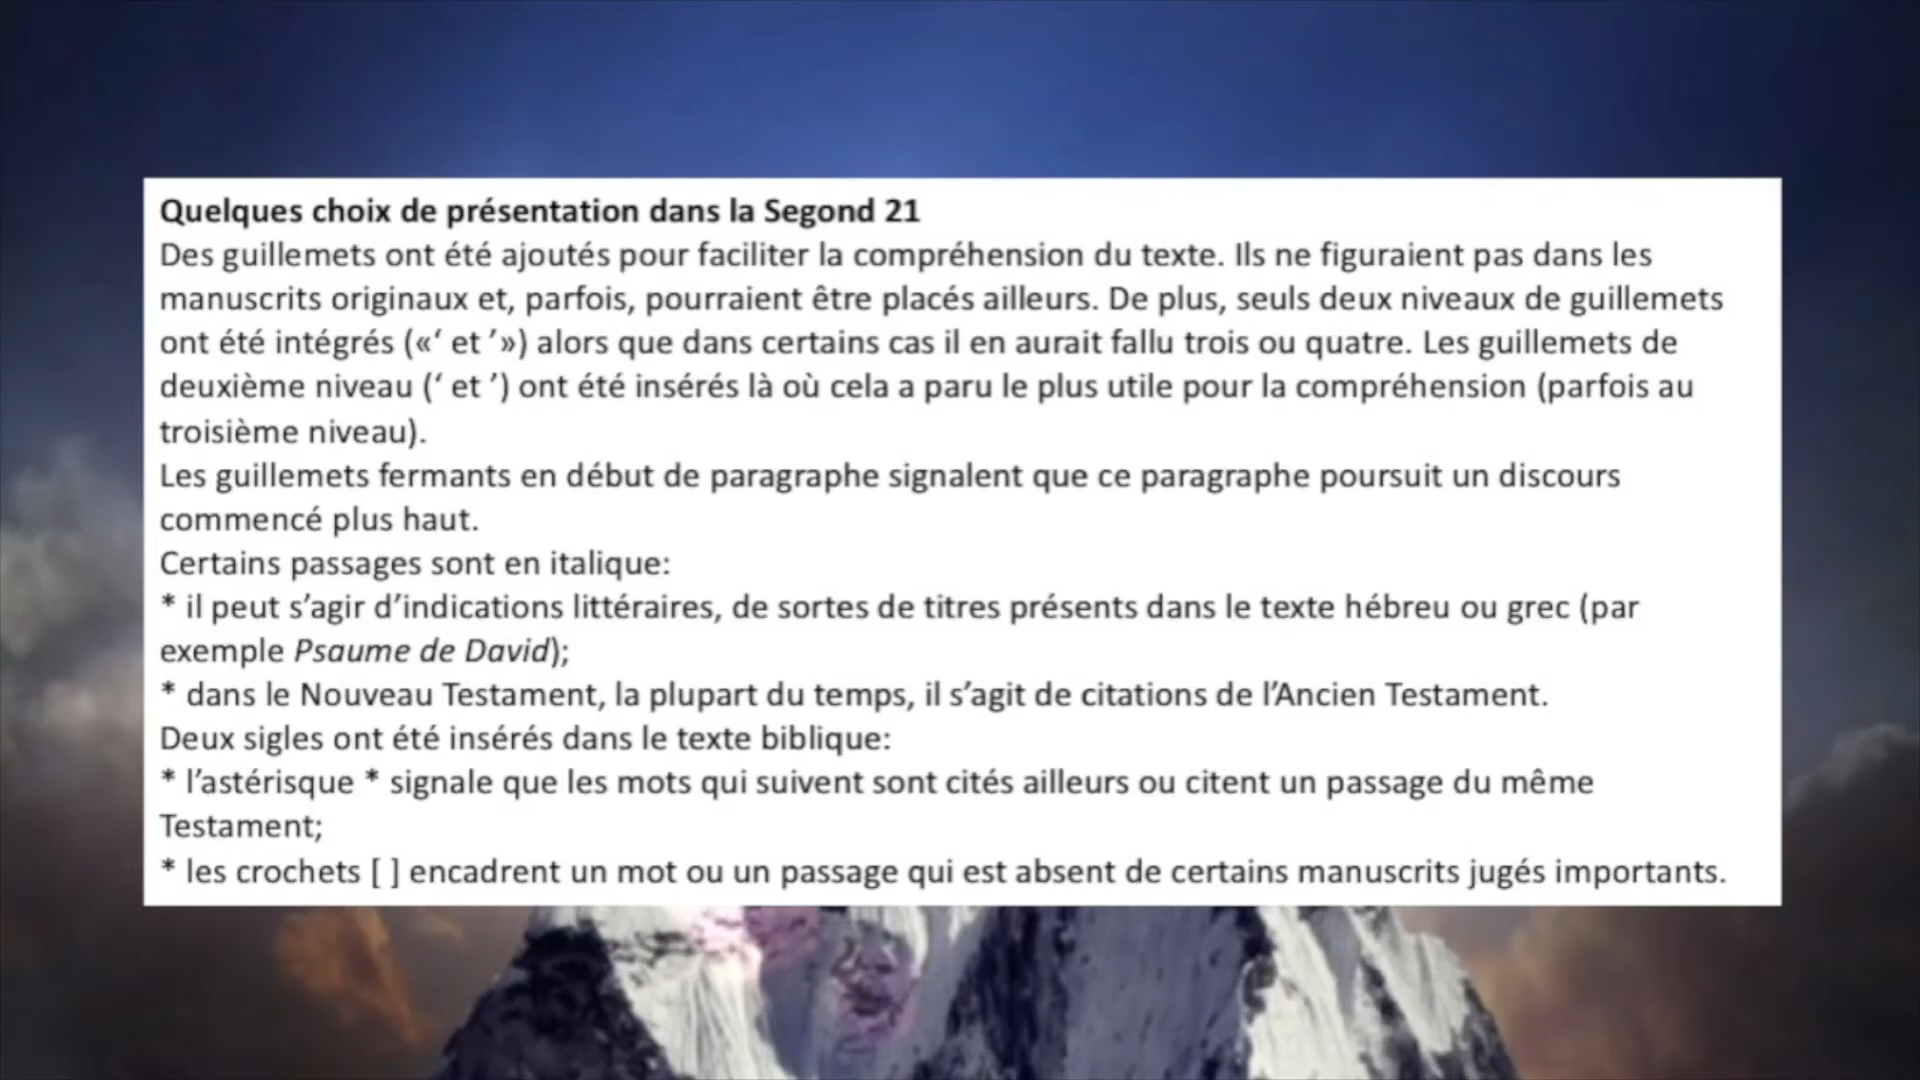 Quelques choix de présentation dans la Segond 21
Des guillemets ont été ajoutés pour faciliter la compréhension du texte. Ils ne figuraient pas dans les
manuscrits originaux et, parfois, pourraient être placés ailleurs. De plus, seuls deux niveaux de guillemets
ont été intégrés («‘ et ’») alors que dans certains cas il en aurait fallu trois ou quatre. Les guillemets de
deuxième niveau (‘ et ’) ont été insérés là où cela a paru le plus utile pour la compréhension (parfois au
troisième niveau).
Les guillemets fermants en début de paragraphe signalent que ce paragraphe poursuit un discours
commencé plus haut.
Certains passages sont en italique:
* il peut s’agir d’indications littéraires, de sortes de titres présents dans le texte hébreu ou grec (par
exemple Psaume de David);
* dans le Nouveau Testament, la plupart du temps, il s’agit de citations de l’Ancien Testament.
Deux sigles ont été insérés dans le texte biblique:
* l’astérisque * signale que les mots qui suivent sont cités ailleurs ou citent un passage du même
Testament;
* les crochets [ ] encadrent un mot ou un passage qui est absent de certains manuscrits jugés importants.